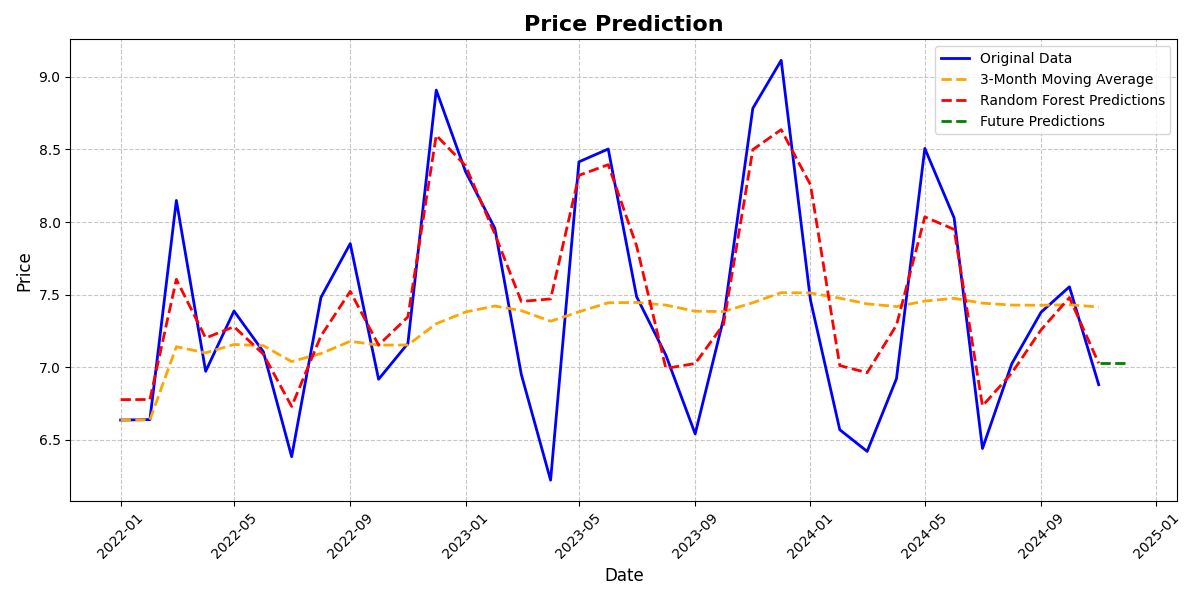 Price Prediction
Original Data
3-Month Moving Average
Random Forest Predictions
Future Predictions
Price
9.0
8.5
8.0
7.5
7.0
6.5
2022-01
2022-05
2022-09
2023-01
2023-05
2023-09
2024-01
2024-05
2024-09
2025-01
Date